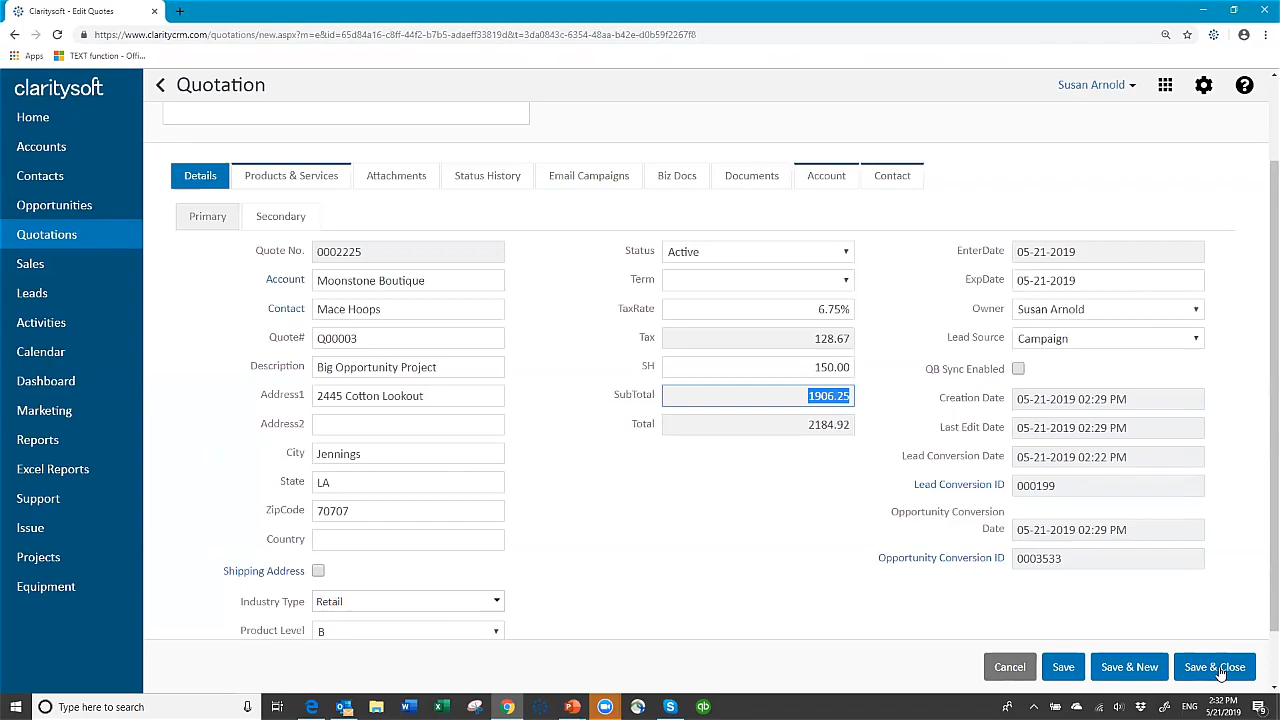 Claritysoft - Edit Quotes
https://www.claritycrm.com/quotations/new.aspx?m=e&id=65d84a16-c8ff-44f2-b7b5-adaeff33819d&t=3da0843c-6354-48aa-b42e-d0b59f2267f8
Apps
TEXT function - Offi...
claritysoft
Home
Accounts
Contacts
Opportunities
Quotations
Sales
Leads
Activities
Calendar
Dashboard
Marketing
Reports
Excel Reports
Support
Issue
Projects
Equipment
Quotation
Susan Arnold
Details
Products & Services
Attachments
Status History
Email Campaigns
Biz Docs
Documents
Account
Contact
Primary
Secondary
Quote No. 0002225
Account Moonstone Boutique
Contact Mace Hoops
Quote# Q00003
Description Big Opportunity Project
Address1 2445 Cotton Lookout
Address2
City Jennings
State LA
ZipCode 70707
Country
Shipping Address
Industry Type Retail
Product Level B
Status Active
Term
TaxRate 6.75%
Tax 128.67
SH 150.00
SubTotal 1906.25
Total 2184.92
EnterDate 05-21-2019
ExpDate 05-21-2019
Owner Susan Arnold
Lead Source Campaign
QB Sync Enabled
Creation Date 05-21-2019 02:29 PM
Last Edit Date 05-21-2019 02:29 PM
Lead Conversion Date 05-21-2019 02:22 PM
Lead Conversion ID 000199
Opportunity Conversion
Date 05-21-2019 02:29 PM
Opportunity Conversion ID 0003533
Cancel
Save
Save & New
Save & Close
Type here to search
ENG
2:32 PM
5/21/2019